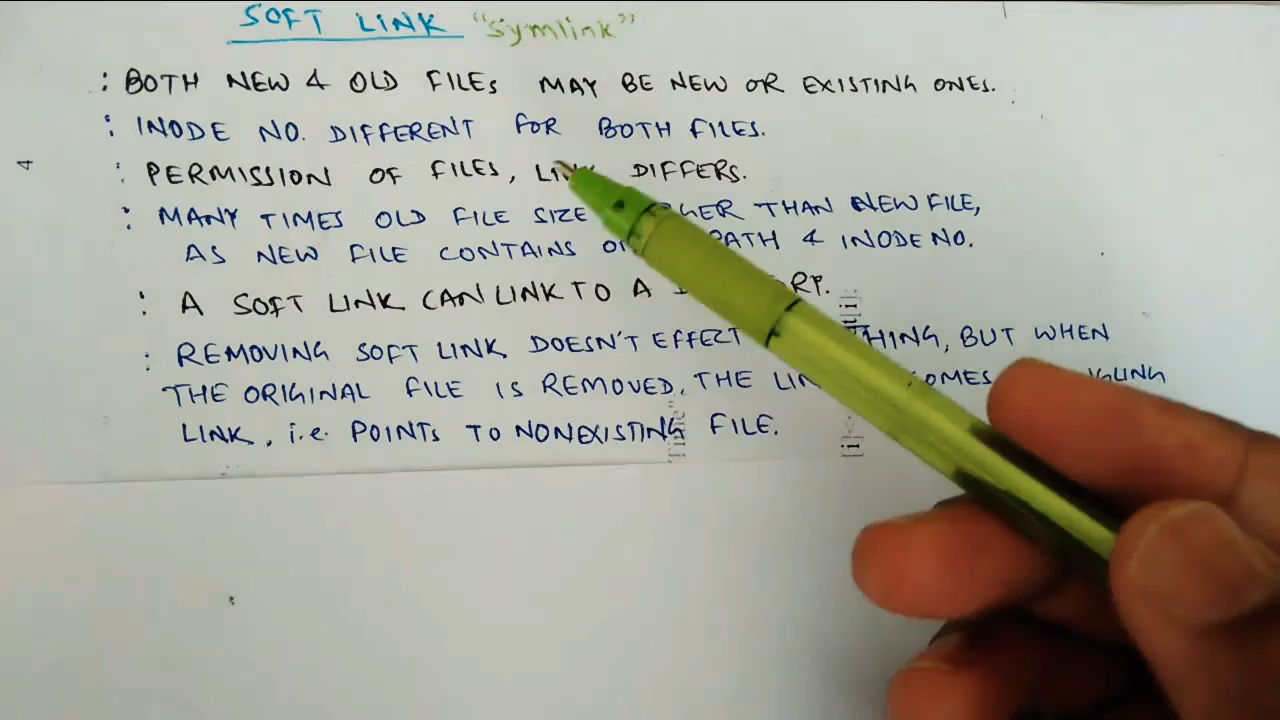 SOFT LINK "Symlink"
: BOTH NEW & OLD FILES MAY BE NEW OR EXISTING ONES.
: INODE NO. DIFFERENT FOR BOTH FILES.
: PERMISSION OF FILES, LINK DIFFERS.
: MANY TIMES OLD FILE SIZE THAN NEW FILE,
AS NEW FILE CONTAINS PATH & INODE NO.
: A SOFT LINK CAN LINK TO A
: REMOVING SOFT LINK DOESN'T EFFECT BUT WHEN
THE ORIGINAL FILE IS REMOVED, THE
LINK, i.e. POINTS TO NONEXISTING FILE.